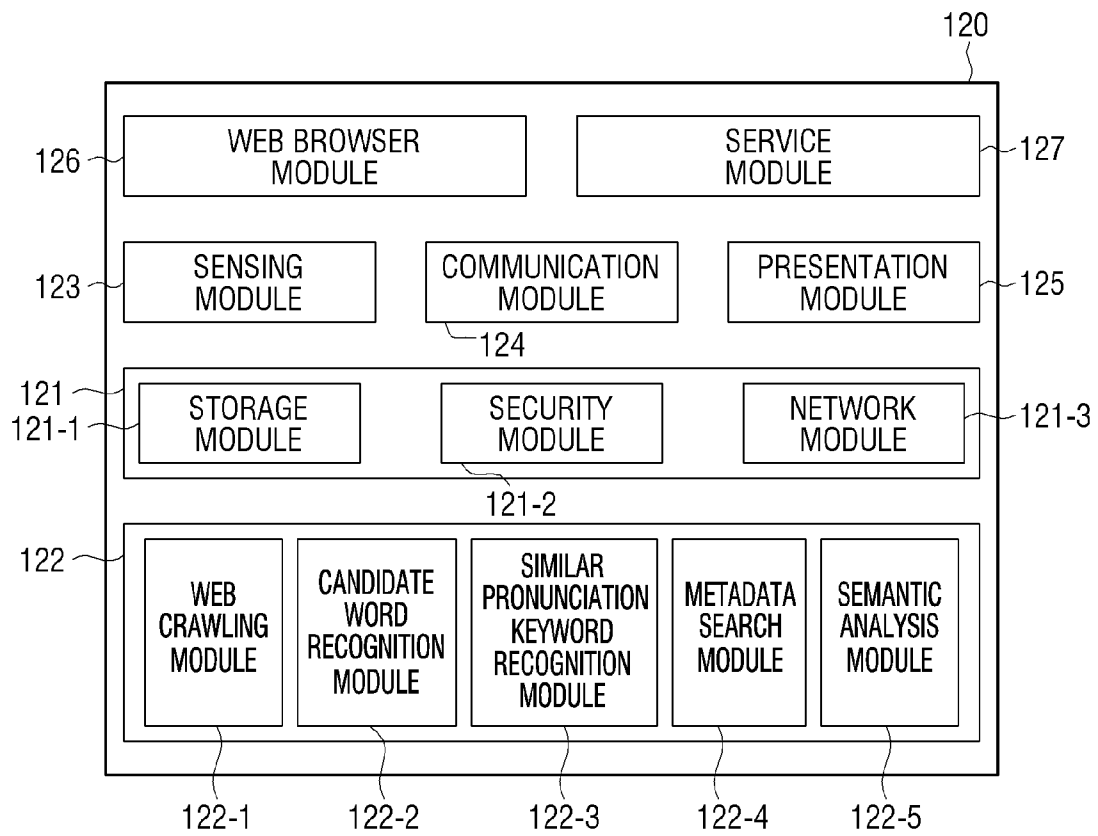 120
WEB BROWSER
MODULE
126
SERVICE
MODULE
127
SENSING
MODULE
123
COMMUNICATION
MODULE
124
PRESENTATION
MODULE
125
121
STORAGE
MODULE
121-1
SECURITY
MODULE
121-2
NETWORK
MODULE
121-3
122
WEB
CRAWLING
MODULE
CANDIDATE
WORD
RECOGNITION
MODULE
SIMILAR
PRONUNCIATION
KEYWORD
RECOGNITION
MODULE
METADATA
SEARCH
MODULE
SEMANTIC
ANALYSIS
MODULE
122-1
122-2
122-3
122-4
122-5